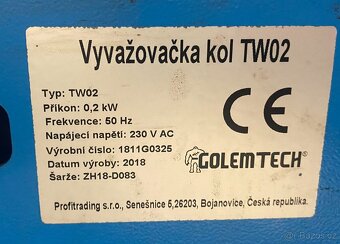 Vyvažovačka kol TW02
Typ: TW02
Příkon: 0,2 kW
Frekvence: 50 Hz
Napájecí napětí: 230 V AC
Výrobní číslo: 1811G0325
Datum výroby: 2018
Šarže: ZH18-D083
CE
GOLEMTECH
Profitrading s.r.o., Senešnice 5,26203, Bojanovice, Česká republika.